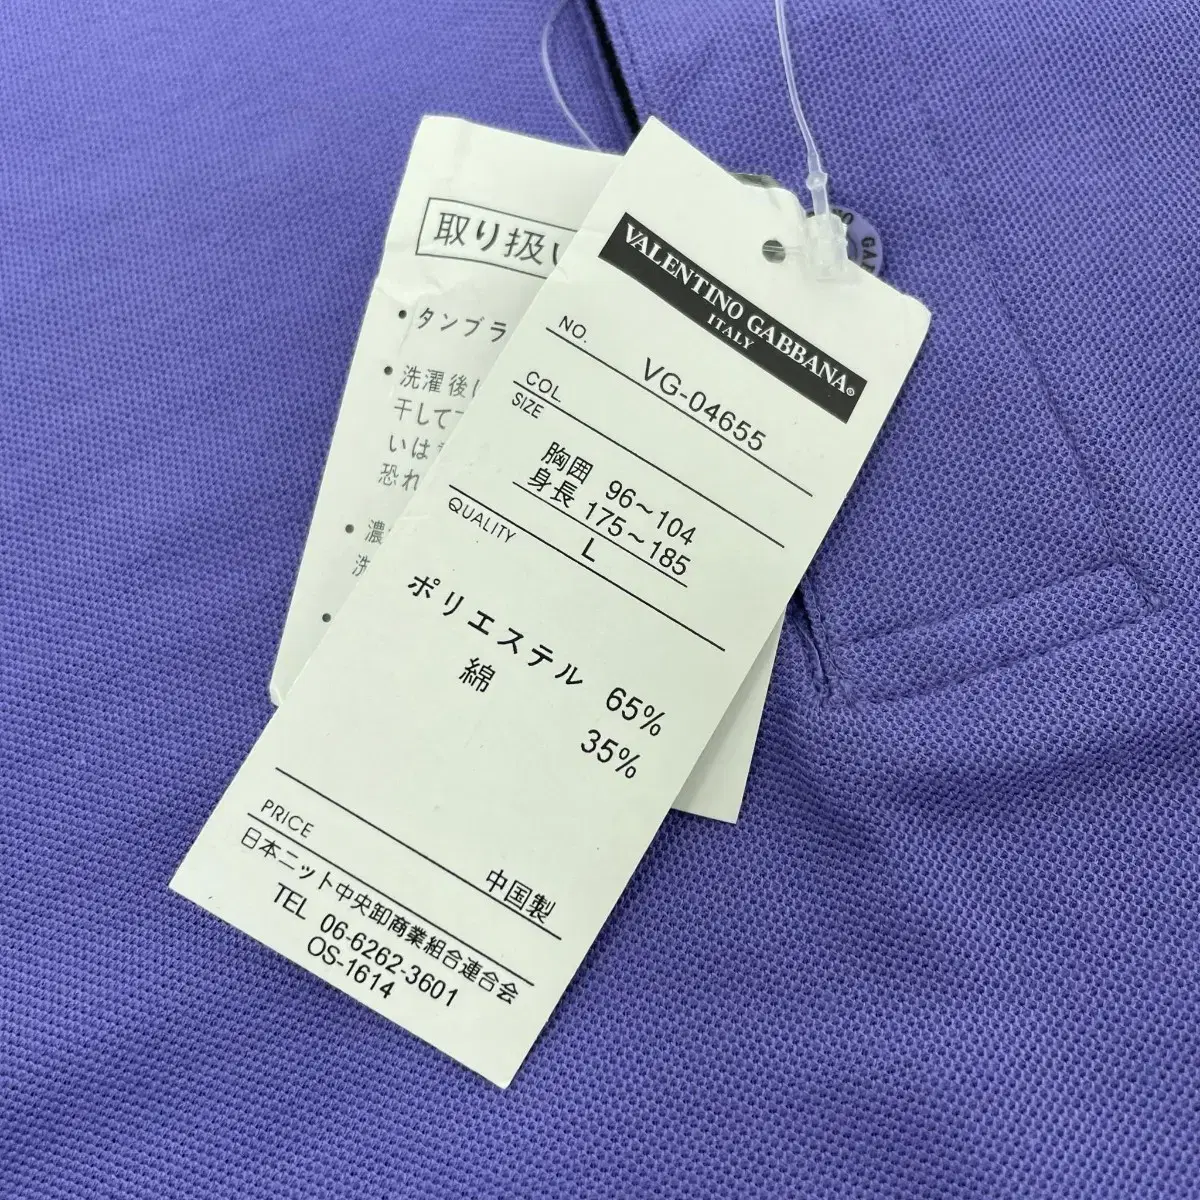 VALENTINO GABBANA®
ITALY
NO.
VG-04655
COL
SIZE
胸囲 96～104
身長 175～185
L
QUALITY
ポリエステル 65%
綿 35%
PRICE
中国製
日本ニット中央卸商業組合連合会
TEL 06-6262-3601
OS-1614
取り扱い
・タンブラ
・洗濯後に
干して
いは
恐れ
・濃
洗
・
GAB